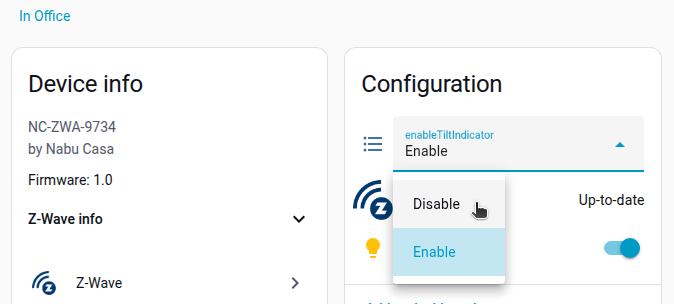 In Office
Device info
NC-ZWA-9734
by Nabu Casa
Firmware: 1.0
Z-Wave info
Z-Wave
Configuration
enableTiltIndicator
Enable
Disable
Up-to-date
Enable